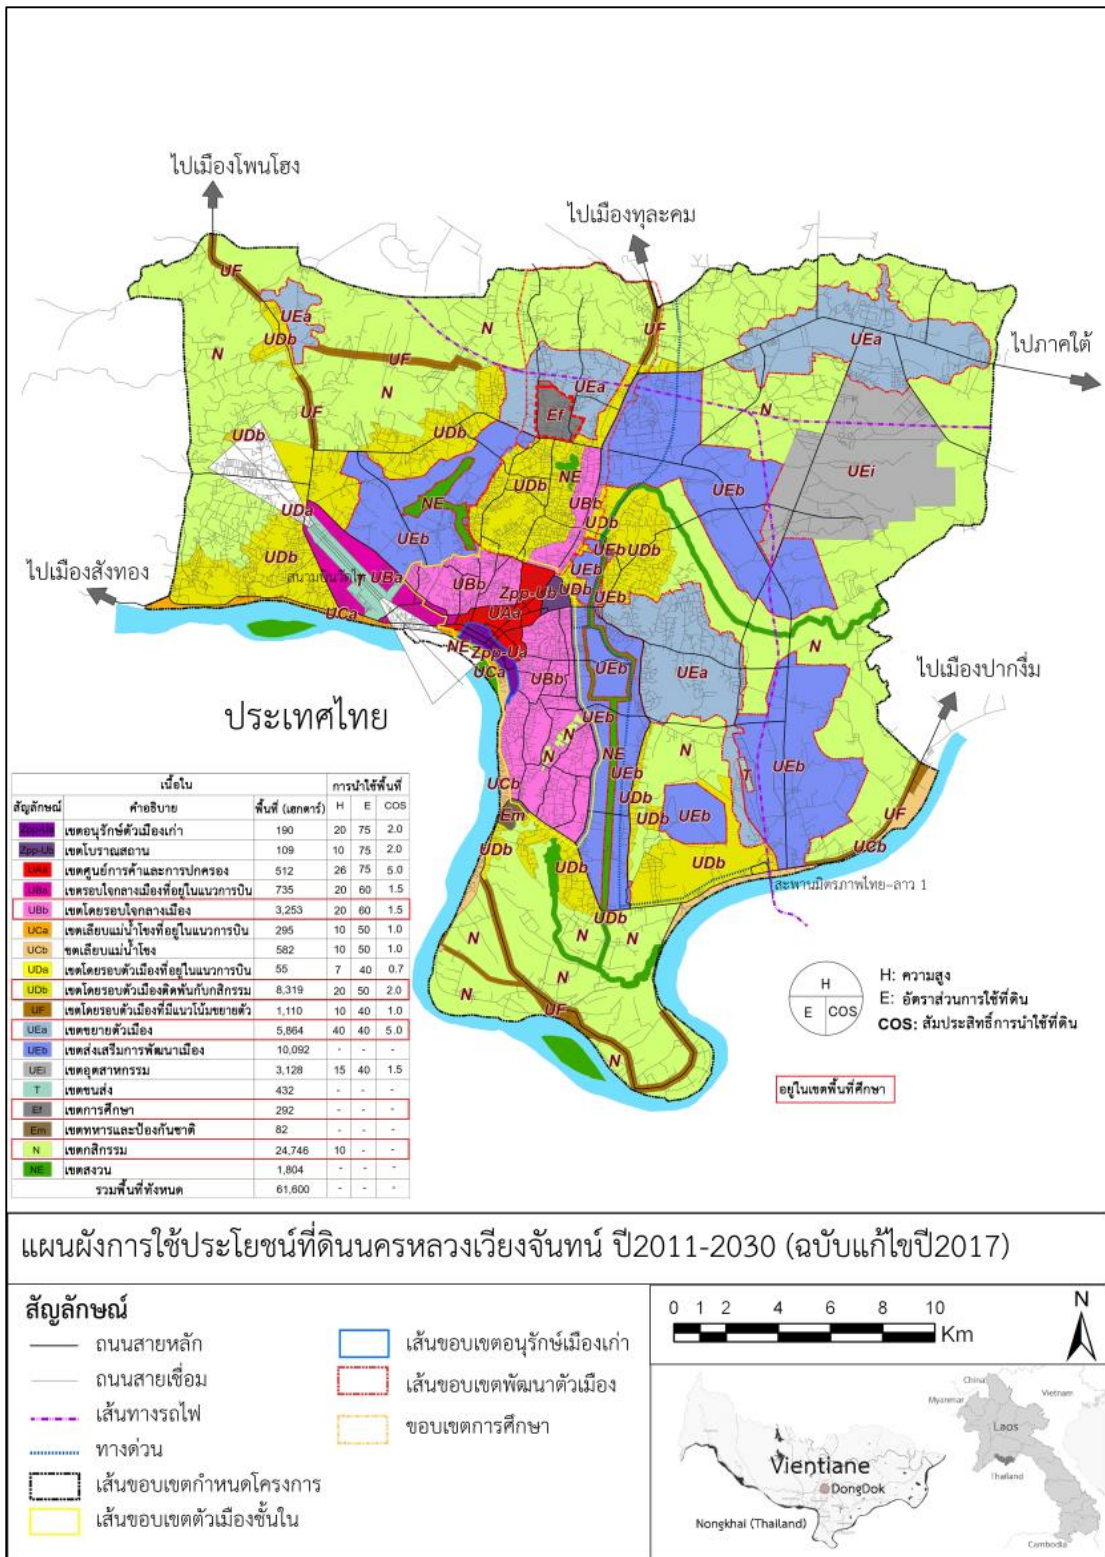 ไปเมืองโพนโฮง
ไปเมืองทุละคม
UF
UEa
UDb
N
UF
N
UF
N
UF
UEa
N
UEa
ไปภาคใต้
Ef
UDb
UDb
NE
UDb
NE
UBb
UEb
UEi
UDa
UDb
UEb
UDb
UEb
UDb
UEb
ไปเมืองสังทอง
UBa
UBb
Zpp-Ub
UDb
UEb
UCa
UAa
NE
Zpp-Ua
UCa
UBb
UEb
UEa
N
ไปเมืองปากงึ่ม
ประเทศไทย
UEb
N
N
NE
N
UEb
UCb
Em
UDb
UDb
UEb
T
UEb
UF
UCb
UDb
UDb
UDb
สะพานมิตรภาพไทย-ลาว 1
UDb
N
N
N
N
N
UF
N
เนื้อใน การนำใช้พื้นที่
สัญลักษณ์ คำอธิบาย พื้นที่ (เฮกตาร์) H E COS
Zpp-Ua เขตอนุรักษ์ตัวเมืองเก่า 190 20 75 2.0
Zpp-Ub เขตโบราณสถาน 109 10 75 2.0
UAa เขตศูนย์การค้าและการปกครอง 512 26 75 5.0
UBa เขตรอบใจกลางเมืองที่อยู่ในแนวการบิน 735 20 60 1.5
UBb เขตโดยรอบใจกลางเมือง 3,253 20 60 1.5
UCa เขตเลียบแม่น้ำโขงที่อยู่ในแนวการบิน 295 10 50 1.0
UCb ขตเลียบแม่น้ำโขง 582 10 50 1.0
UDa เขตโดยรอบตัวเมืองที่อยู่ในแนวการบิน 55 7 40 0.7
UDb เขตโดยรอบตัวเมืองติดพันกับกสิกรรม 8,319 20 50 2.0
UF เขตโดยรอบตัวเมืองที่มีแนวโน้มขยายตัว 1,110 10 40 1.0
UEa เขตขยายตัวเมือง 5,864 40 40 5.0
UEb เขตส่งเสริมการพัฒนาเมือง 10,092 - - -
UEi เขตอุตสาหกรรม 3,128 15 40 1.5
T เขตขนส่ง 432 - - -
Ef เขตการศึกษา 292 - - -
Em เขตทหารและป้องกันชาติ 82 - - -
N เขตกสิกรรม 24,746 10 - -
NE เขตสงวน 1,804 - - -
รวมพื้นที่ทั้งหมด 61,600 - - -
H
E COS
H: ความสูง
E: อัตราส่วนการใช้ที่ดิน
COS: สัมประสิทธิ์การนำใช้ที่ดิน
อยู่ในเขตพื้นที่ศึกษา
แผนผังการใช้ประโยชน์ที่ดินนครหลวงเวียงจันทน์ ปี2011-2030 (ฉบับแก้ไขปี2017)
สัญลักษณ์
ถนนสายหลัก
ถนนสายเชื่อม
เส้นทางรถไฟ
ทางด่วน
เส้นขอบเขตกำหนดโครงการ
เส้นขอบเขตตัวเมืองชั้นใน
เส้นขอบเขตอนุรักษ์เมืองเก่า
เส้นขอบเขตพัฒนาตัวเมือง
ขอบเขตการศึกษา
0 1 2 4 6 8 10
Km
N
Vientiane
DongDok
Nongkhai (Thailand)
China
Myanmar
Vietnam
Laos
Thailand
Cambodia